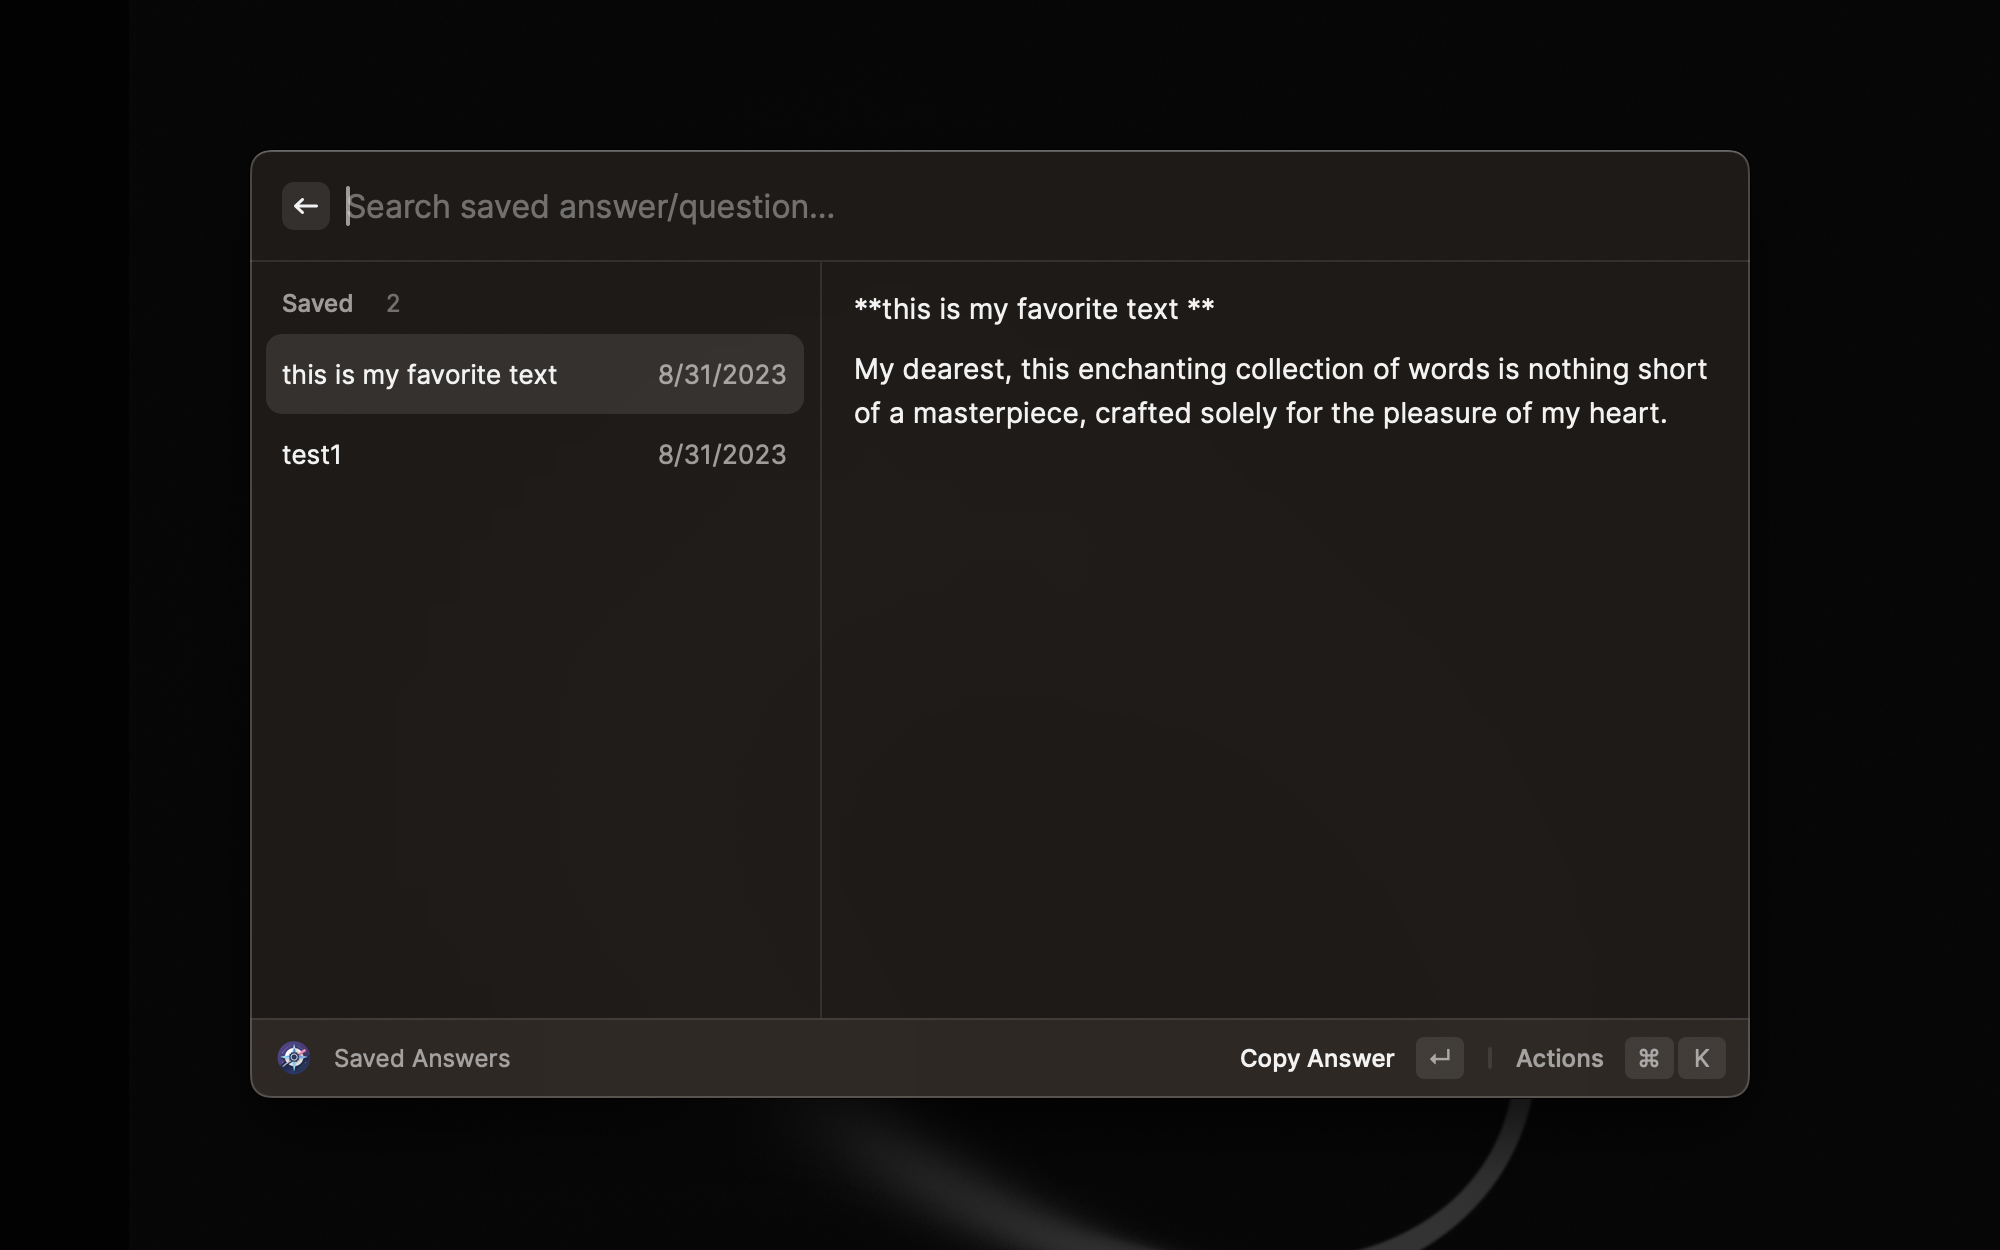 Search saved answer/question...
Saved 2
this is my favorite text 8/31/2023
test1 8/31/2023
**this is my favorite text **
My dearest, this enchanting collection of words is nothing short
of a masterpiece, crafted solely for the pleasure of my heart.
Saved Answers
Copy Answer ↵ | Actions ⌘ K